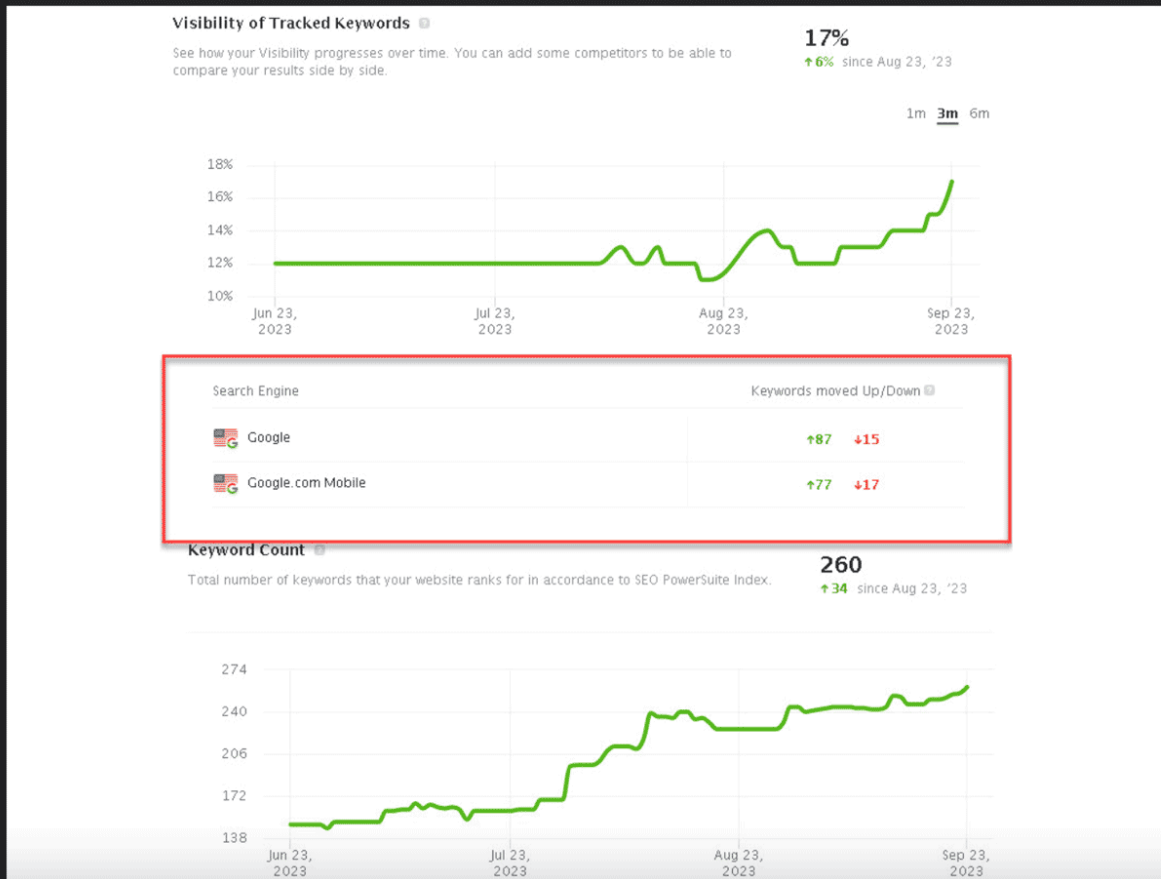 Visibility of Tracked Keywords ?
See how your Visibility progresses over time. You can add some competitors to be able to
compare your results side by side.
17%
↑6% since Aug 23, '23
1m 3m 6m
18%
16%
14%
12%
10%
Jun 23,
2023
Jul 23,
2023
Aug 23,
2023
Sep 23,
2023
Search Engine
Keywords moved Up/Down ?
Google
↑87 ↓15
Google.com Mobile
↑77 ↓17
Keyword Count ?
Total number of keywords that your website ranks for in accordance to SEO PowerSuite Index.
260
↑34 since Aug 23, '23
274
240
206
172
138
Jun 23,
2023
Jul 23,
2023
Aug 23,
2023
Sep 23,
2023